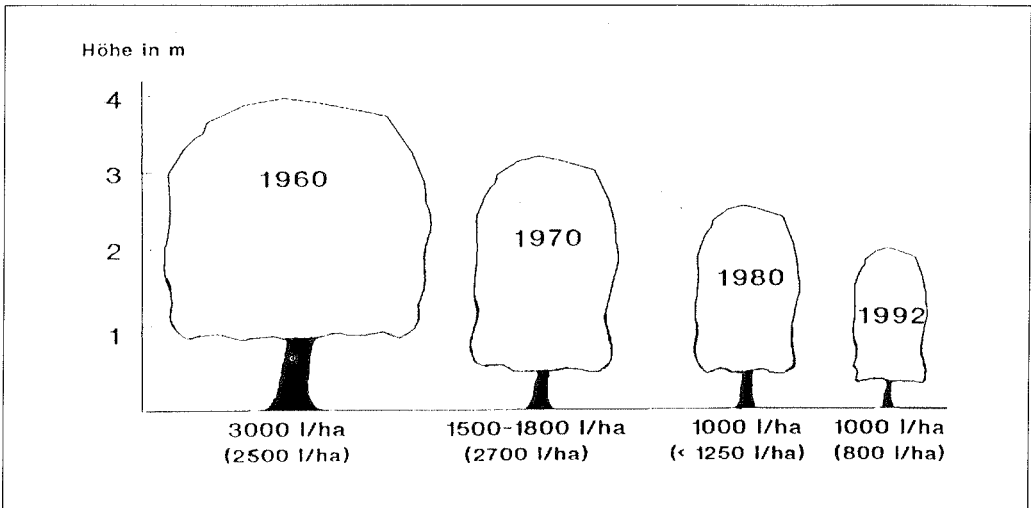 Höhe in m
4
3
2
1
1960
1970
1980
1992
3000 l/ha
(2500 l/ha)
1500-1800 l/ha
(2700 l/ha)
1000 l/ha
(< 1250 l/ha)
1000 l/ha
(800 l/ha)